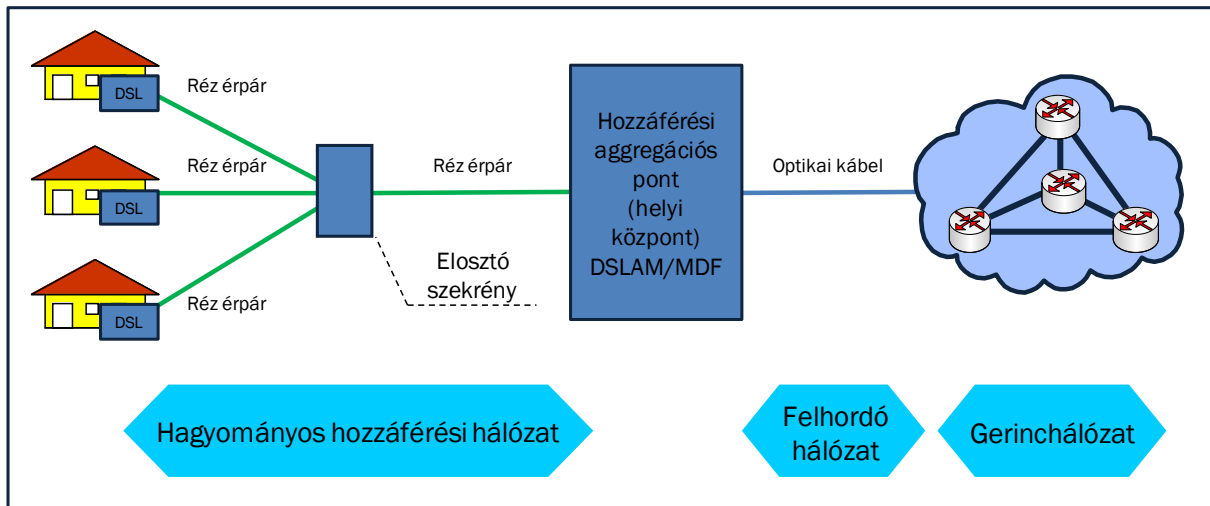 Réz érpár
DSL
Réz érpár
DSL
Réz érpár
DSL
Réz érpár
Elosztó
szekrény
Hozzáférési
aggregációs
pont
(helyi
központ)
DSLAM/MDF
Optikai kábel
Hagyományos hozzáférési hálózat
Felhordó
hálózat
Gerinchálózat